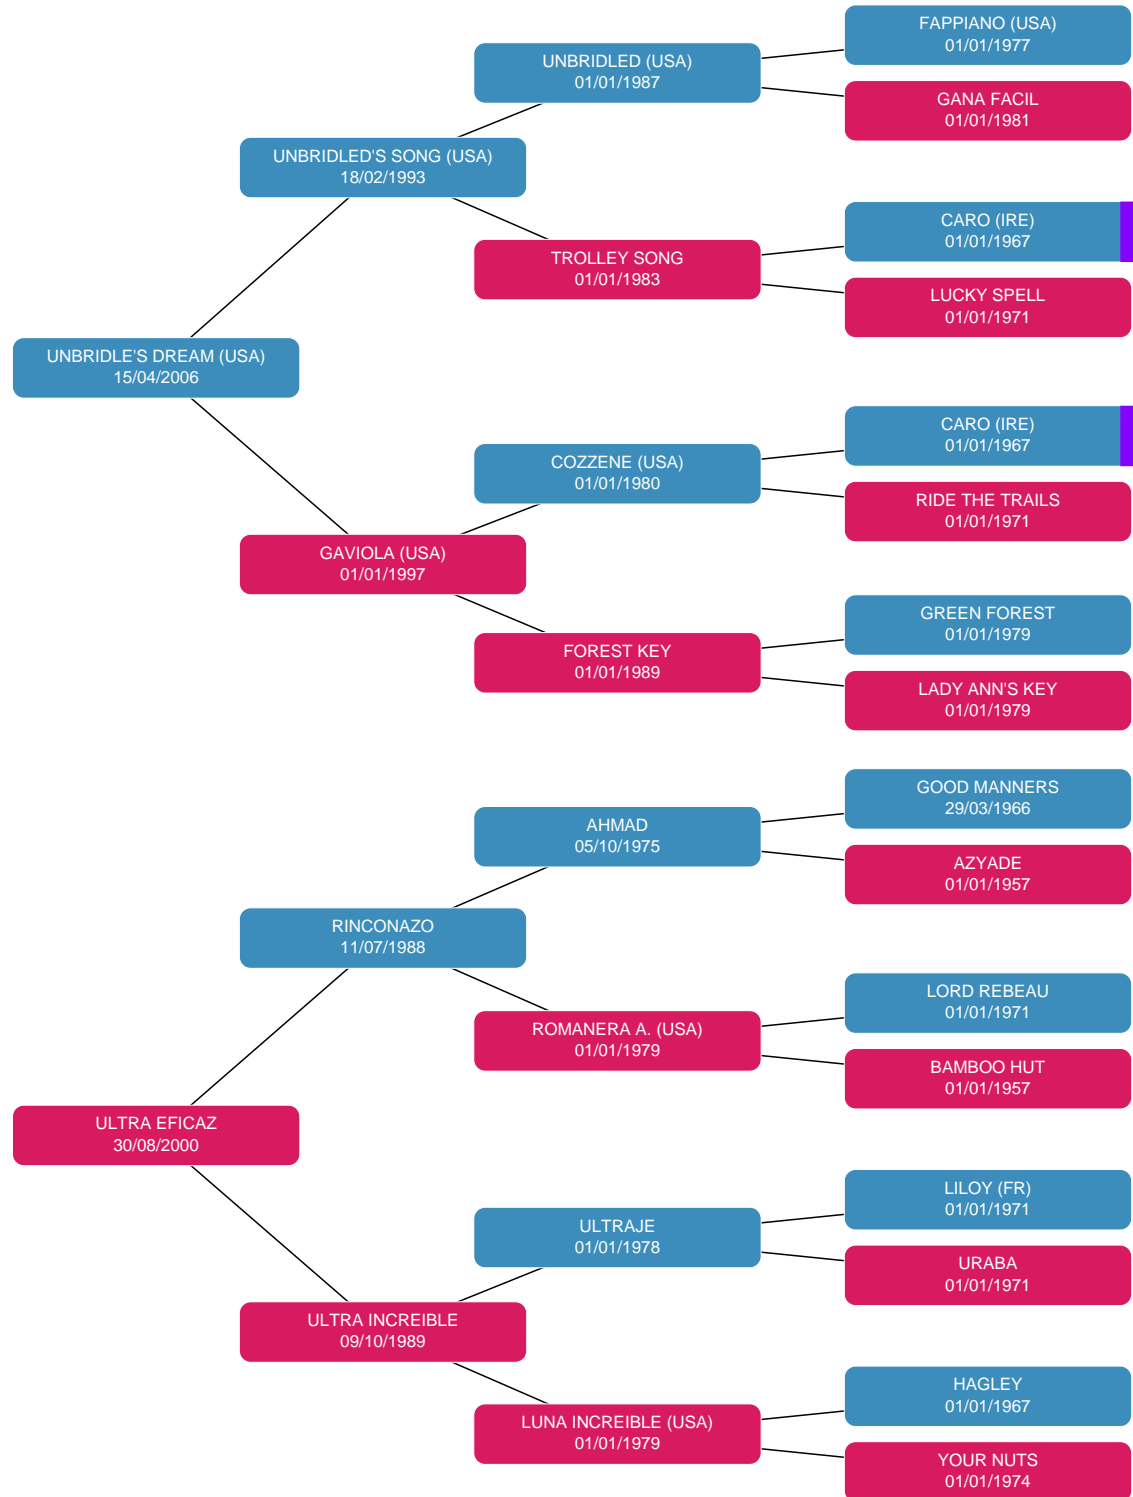 FAPPIANO (USA)
01/01/1977
UNBRIDLED (USA)
01/01/1987
GANA FACIL
01/01/1981
UNBRIDLED'S SONG (USA)
18/02/1993
CARO (IRE)
01/01/1967
TROLLEY SONG
01/01/1983
LUCKY SPELL
01/01/1971
UNBRIDLE'S DREAM (USA)
15/04/2006
CARO (IRE)
01/01/1967
COZZENE (USA)
01/01/1980
RIDE THE TRAILS
01/01/1971
GAVIOLA (USA)
01/01/1997
GREEN FOREST
01/01/1979
FOREST KEY
01/01/1989
LADY ANN'S KEY
01/01/1979
GOOD MANNERS
29/03/1966
AHMAD
05/10/1975
AZYADE
01/01/1957
RINCONAZO
11/07/1988
LORD REBEAU
01/01/1971
ROMANERA A. (USA)
01/01/1979
BAMBOO HUT
01/01/1957
ULTRA EFICAZ
30/08/2000
LILOY (FR)
01/01/1971
ULTRAJE
01/01/1978
URABA
01/01/1971
ULTRA INCREIBLE
09/10/1989
HAGLEY
01/01/1967
LUNA INCREIBLE (USA)
01/01/1979
YOUR NUTS
01/01/1974